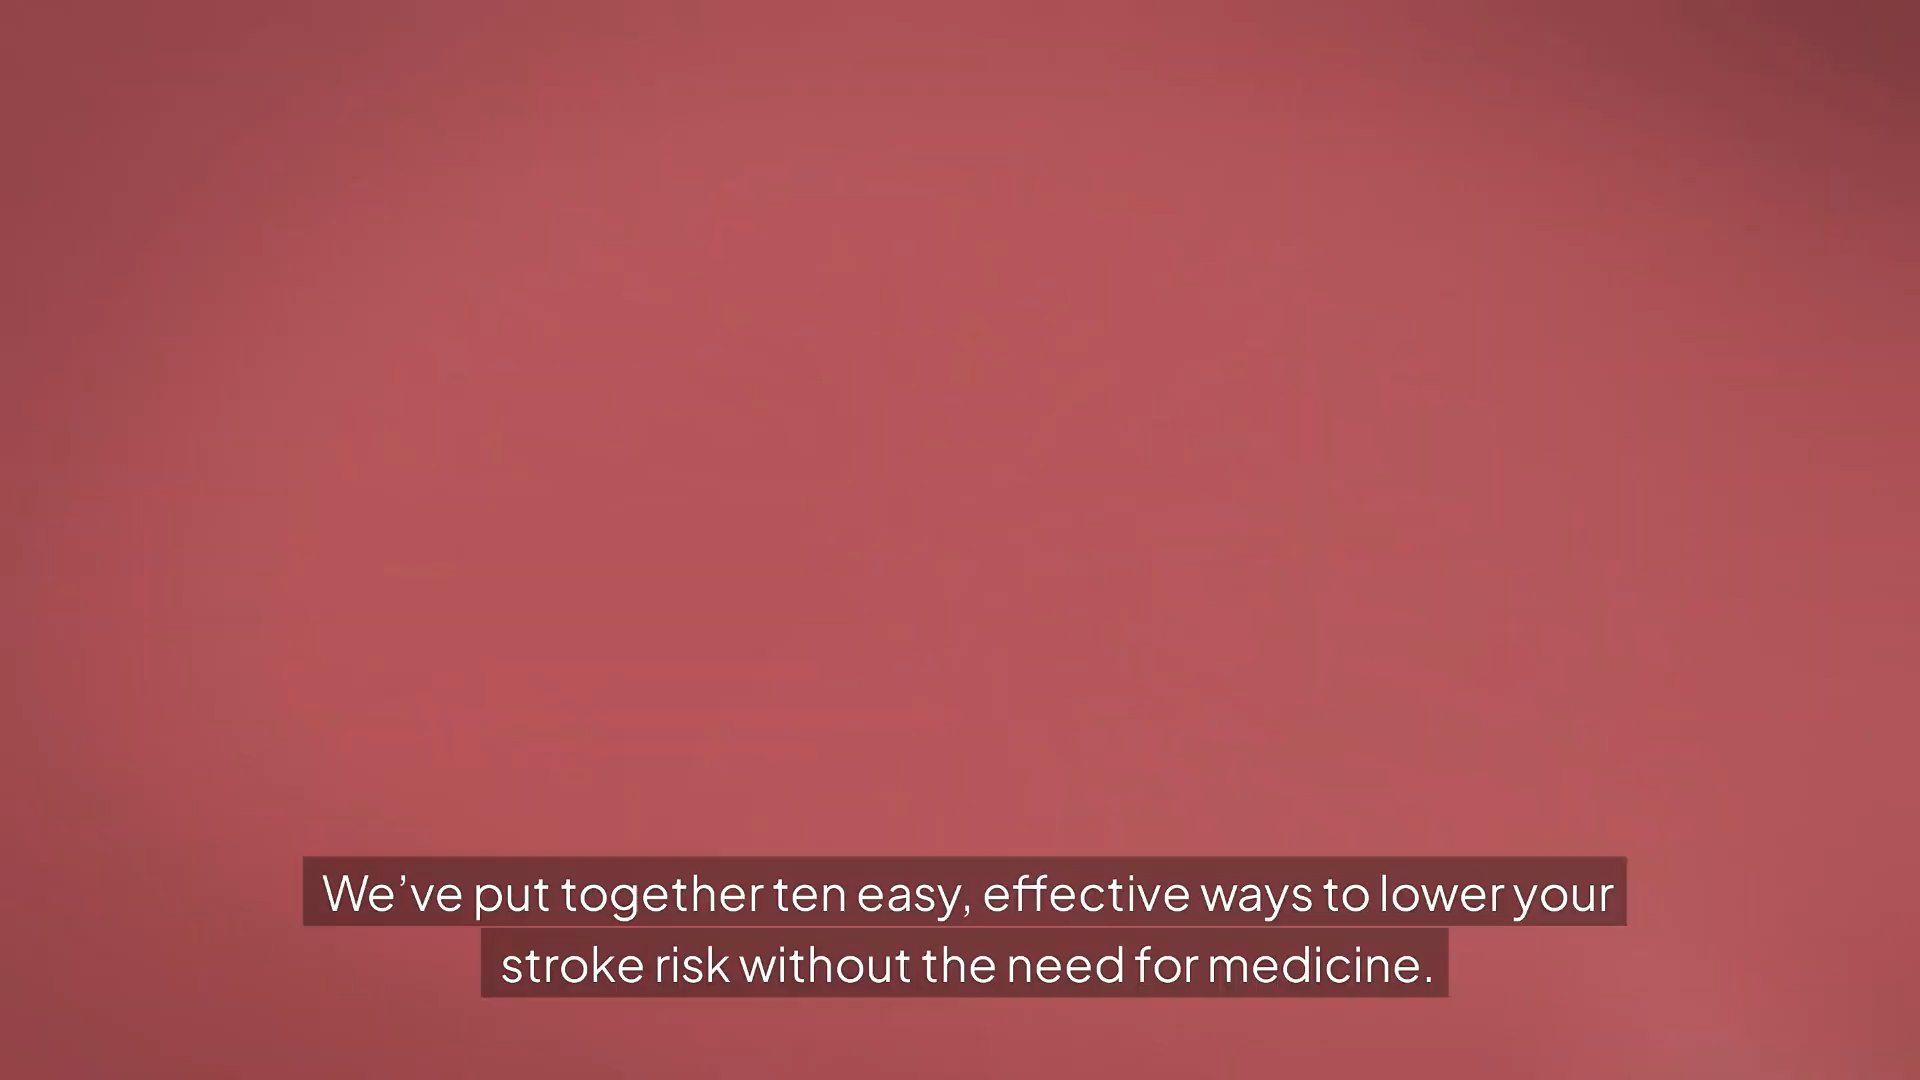 We’ve put together ten easy, effective ways to lower your
stroke risk without the need for medicine.